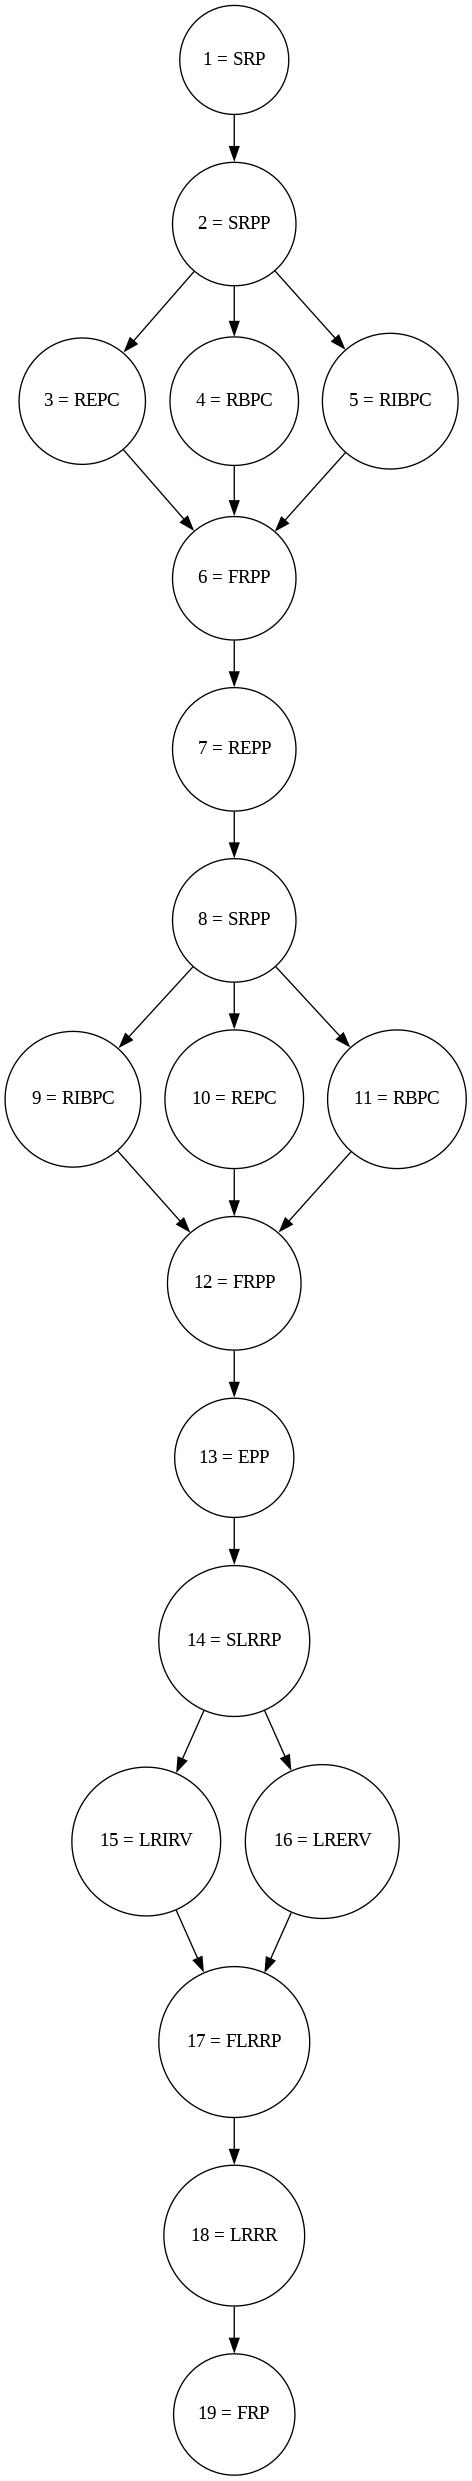 1 = SRP
2 = SRPP
3 = REPC
4 = RBPC
5 = RIBPC
6 = FRPP
7 = REPP
8 = SRPP
9 = RIBPC
10 = REPC
11 = RBPC
12 = FRPP
13 = EPP
14 = SLRRP
15 = LRIRV
16 = LRERV
17 = FLRRP
18 = LRRR
19 = FRP